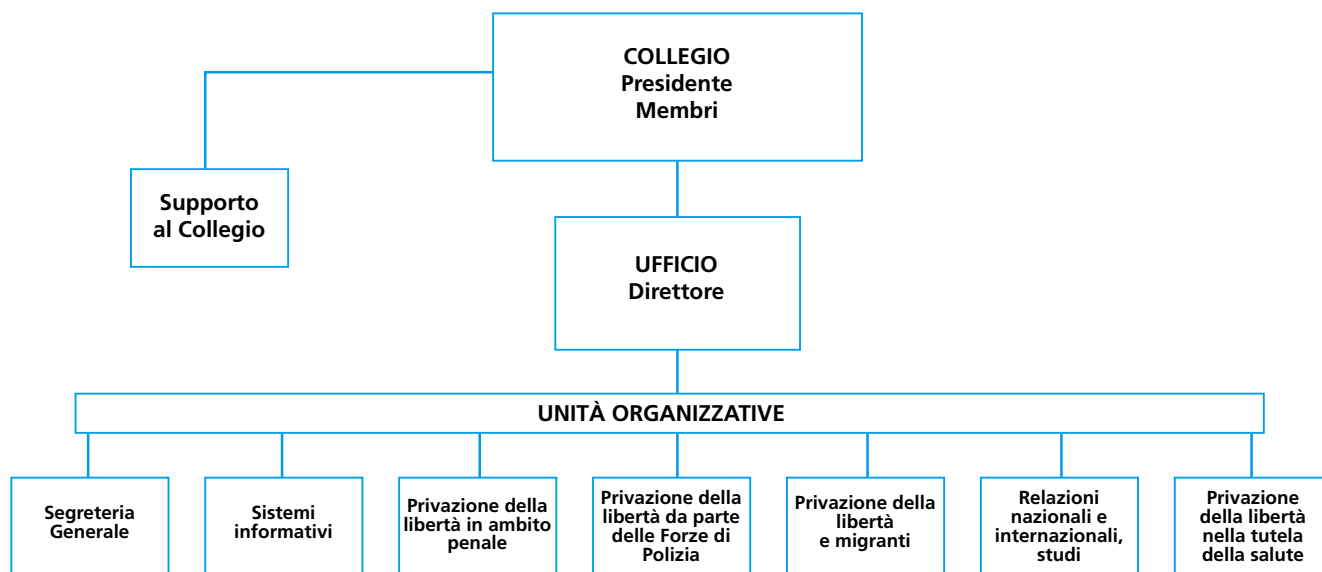 COLLEGIO
Presidente
Membri
Supporto
al Collegio
UFFICIO
Direttore
UNITÀ ORGANIZZATIVE
Segreteria
Generale
Sistemi
informativi
Privazione della
libertà in ambito
penale
Privazione della
libertà da parte
delle Forze di
Polizia
Privazione della
libertà
e migranti
Relazioni
nazionali e
internazionali,
studi
Privazione
della libertà
nella tutela
della salute